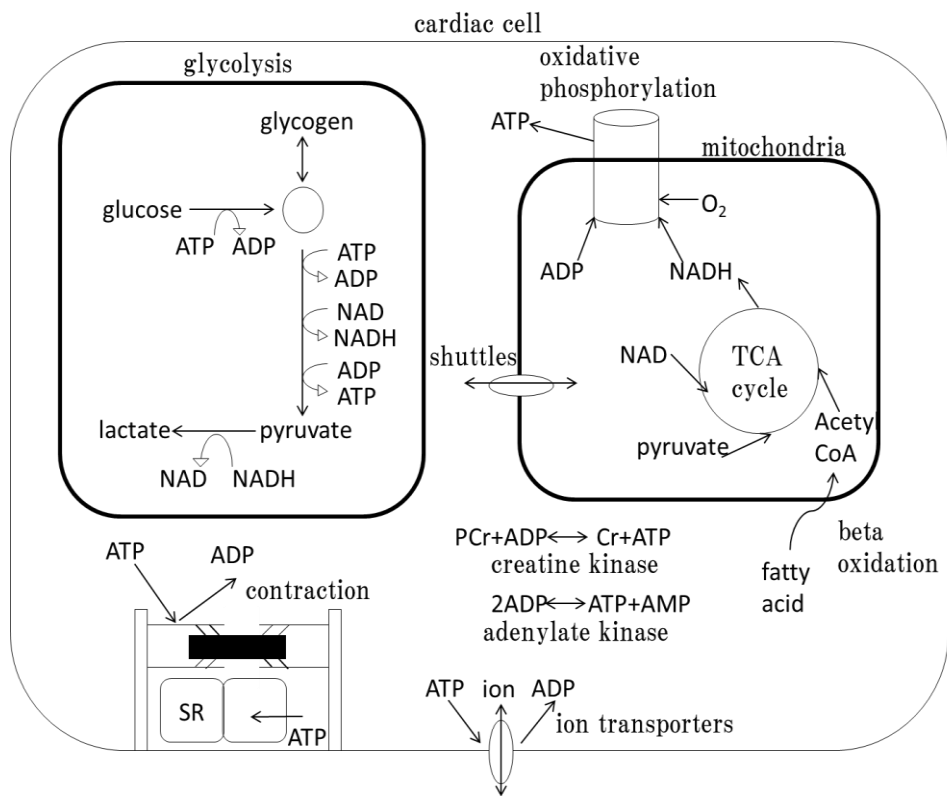 cardiac cell
glycolysis
glycogen
glucose
ATP ADP
ATP
ADP
NAD
NADH
ADP
ATP
lactate pyruvate
NAD NADH
oxidative
phosphorylation
ATP
mitochondria
O2
ADP NADH
shuttles
NAD
TCA
cycle
pyruvate
Acetyl
CoA
beta
oxidation
fatty
acid
PCr+ADP Cr+ATP
creatine kinase
2ADP ATP+AMP
adenylate kinase
ATP ADP
contraction
SR
ATP
ATP ion ADP
ion transporters